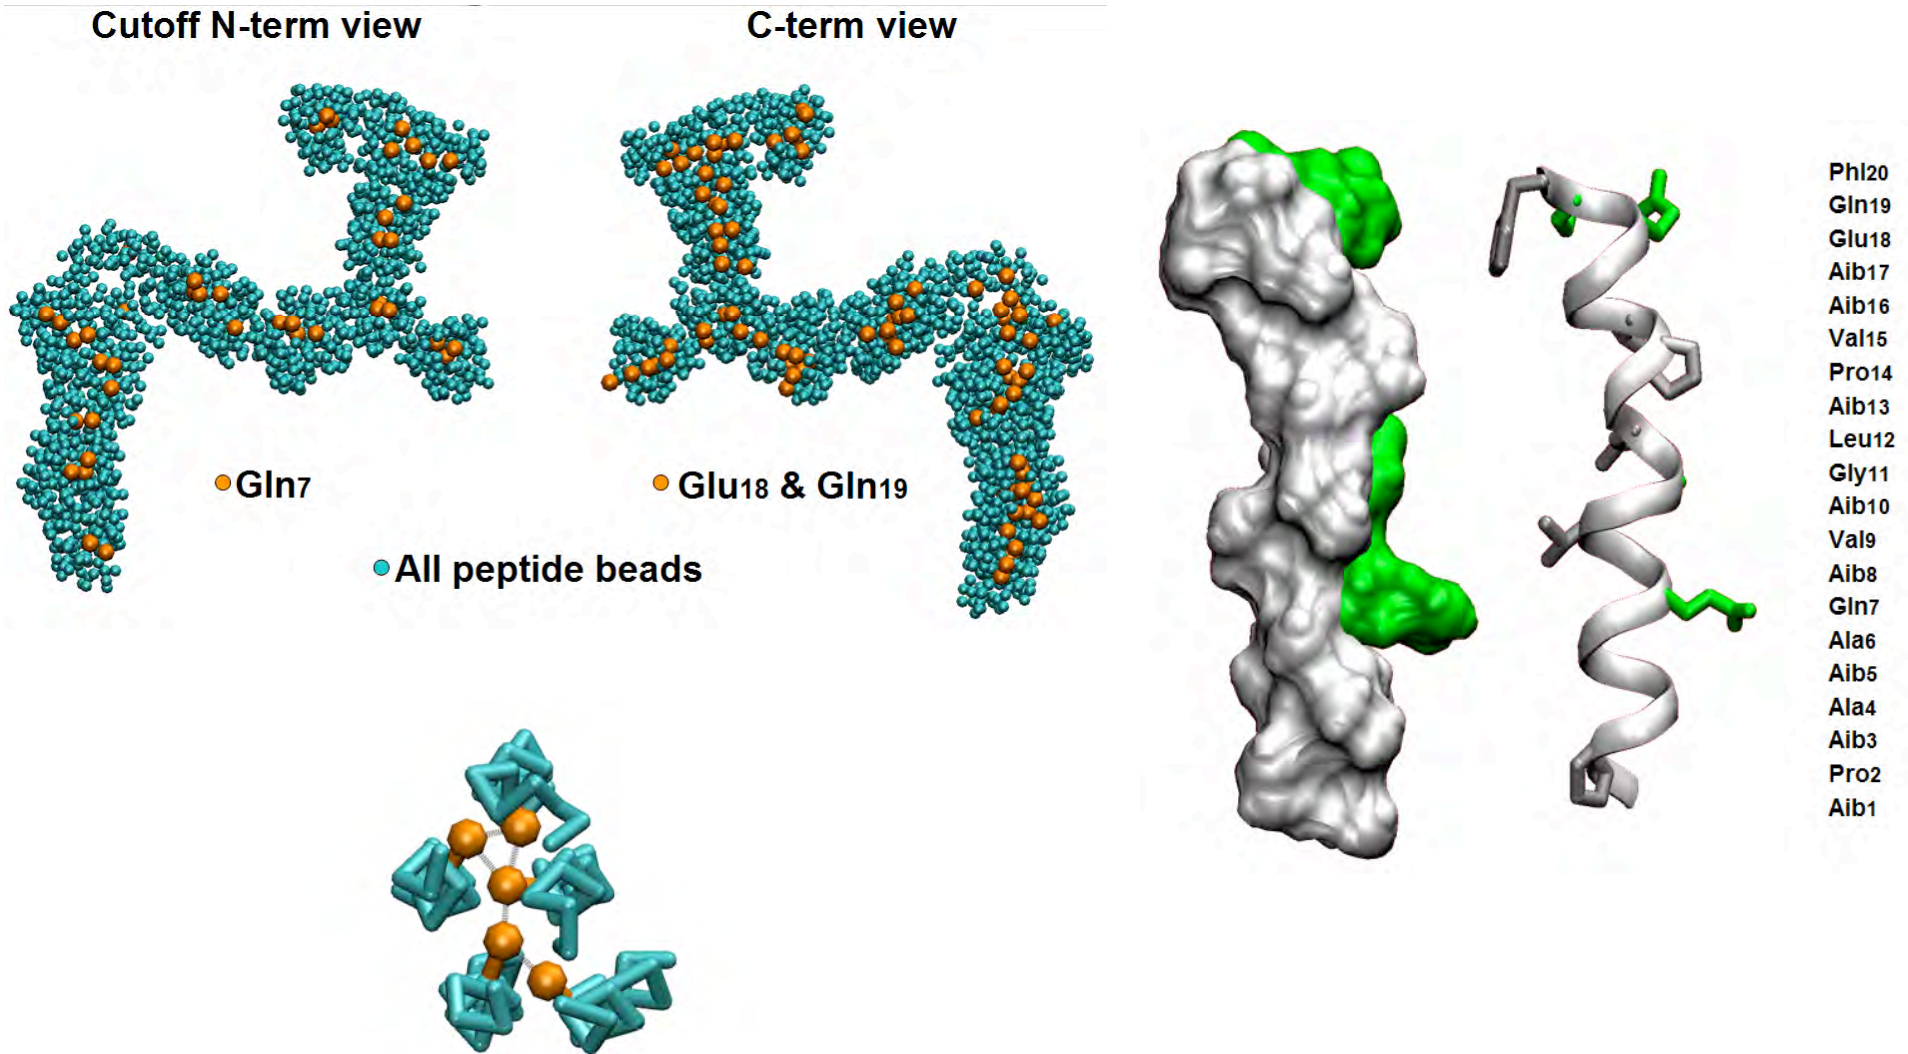 Cutoff N-term view
C-term view
Gln7
Glu18 & Gln19
All peptide beads
Phl20
Gln19
Glu18
Aib17
Aib16
Val15
Pro14
Aib13
Leu12
Gly11
Aib10
Val9
Aib8
Gln7
Ala6
Aib5
Ala4
Aib3
Pro2
Aib1